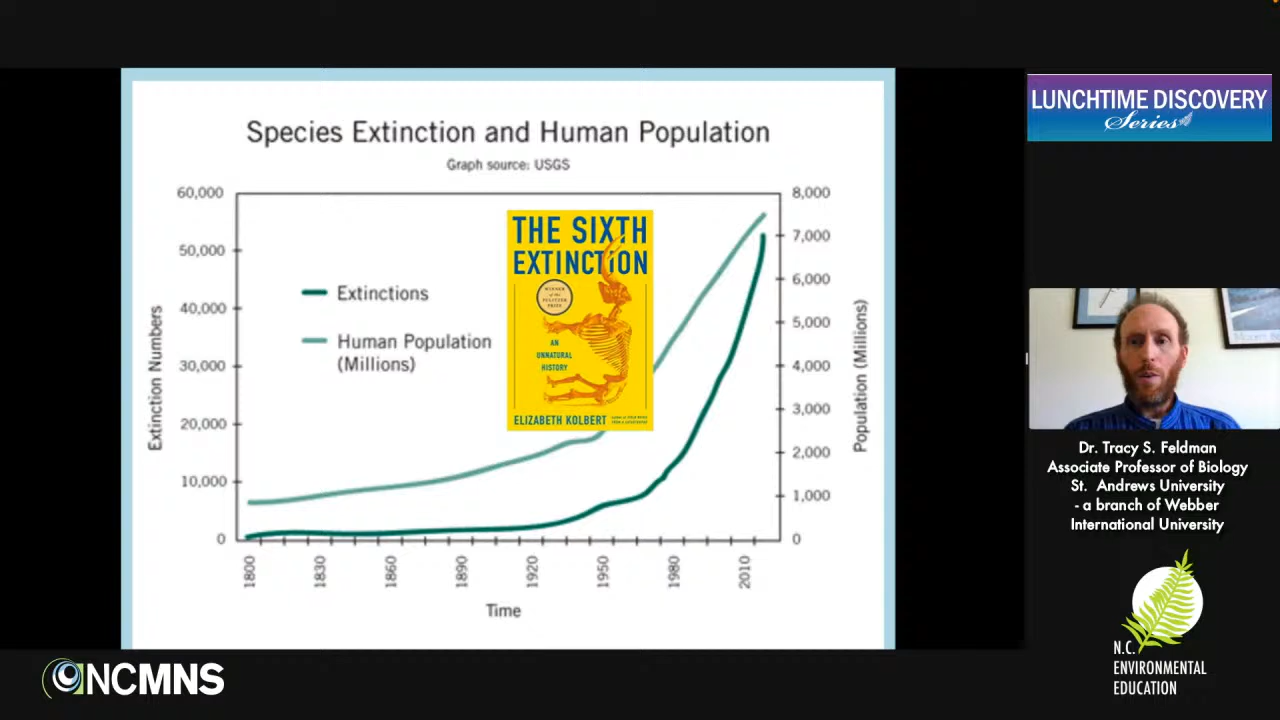 Species Extinction and Human Population
Graph source: USGS
60,000
50,000
40,000
30,000
20,000
10,000
0
Extinction Numbers
8,000
7,000
6,000
5,000
4,000
3,000
2,000
1,000
0
Population (Millions)
Extinctions
Human Population
(Millions)
THE SIXTH
EXTINCTION
WINNER
PULITZER
PRIZE
AN
UNNATURAL
HISTORY
ELIZABETH KOLBERT
1800
1830
1860
1890
1920
1950
1980
2010
Time
LUNCHTIME DISCOVERY
Series
Dr. Tracy S. Feldman
Associate Professor of Biology
St. Andrews University
- a branch of Webber
International University
N.C.
ENVIRONMENTAL
EDUCATION
NCMNS